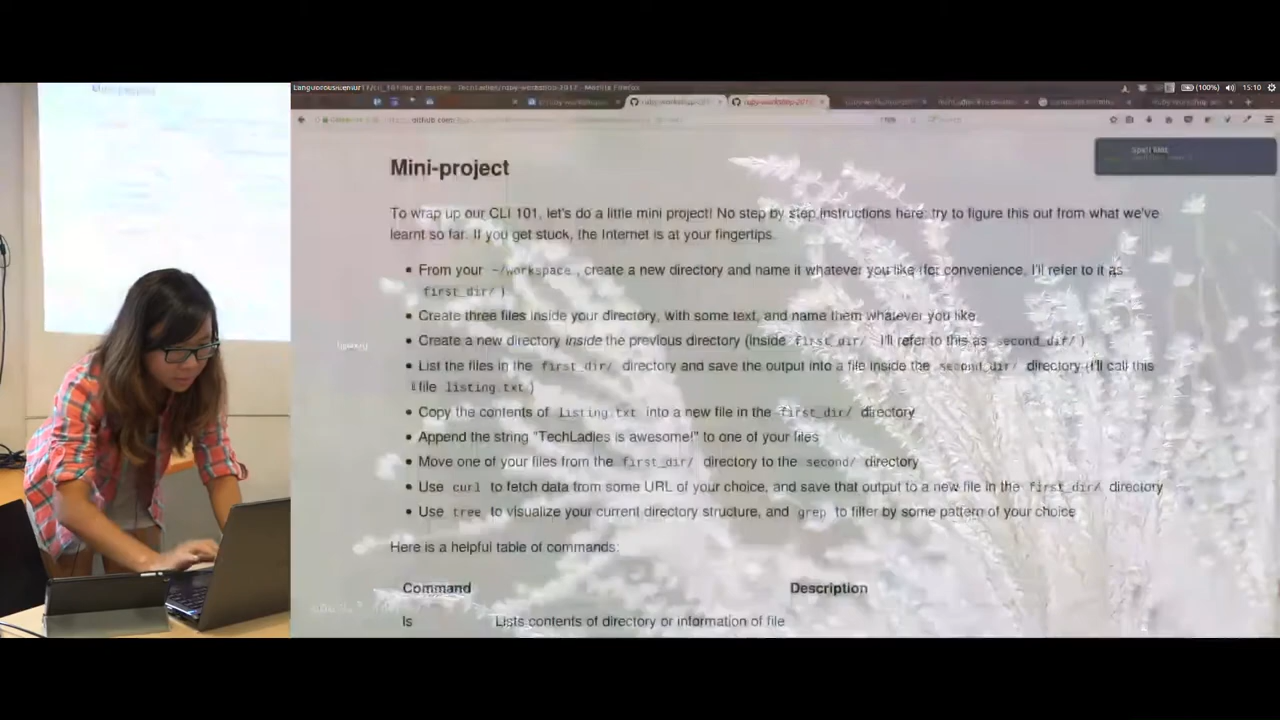 Mini-project
(100%) 15:10
github.com
Mini-project
To wrap up our CLI 101, let's do a little mini project! No step by step instructions here: try to figure this out from what we've
learnt so far. If you get stuck, the Internet is at your fingertips.
From your ~/workspace, create a new directory and name it whatever you like (for convenience, I'll refer to it as
first_dir/ )
Create three files inside your directory, with some text, and name them whatever you like
Create a new directory inside the previous directory (inside first_dir/ I'll refer to this as second_dir/ )
List the files in the first_dir/ directory and save the output into a file inside the second_dir/ directory (I'll call this
file listing.txt )
Copy the contents of listing.txt into a new file in the first_dir/ directory
Append the string "TechLadies is awesome!" to one of your files
Move one of your files from the first_dir/ directory to the second/ directory
Use curl to fetch data from some URL of your choice, and save that output to a new file in the first_dir/ directory
Use tree to visualize your current directory structure, and grep to filter by some pattern of your choice
Here is a helpful table of commands:
Command Description
ls Lists contents of directory or information of file